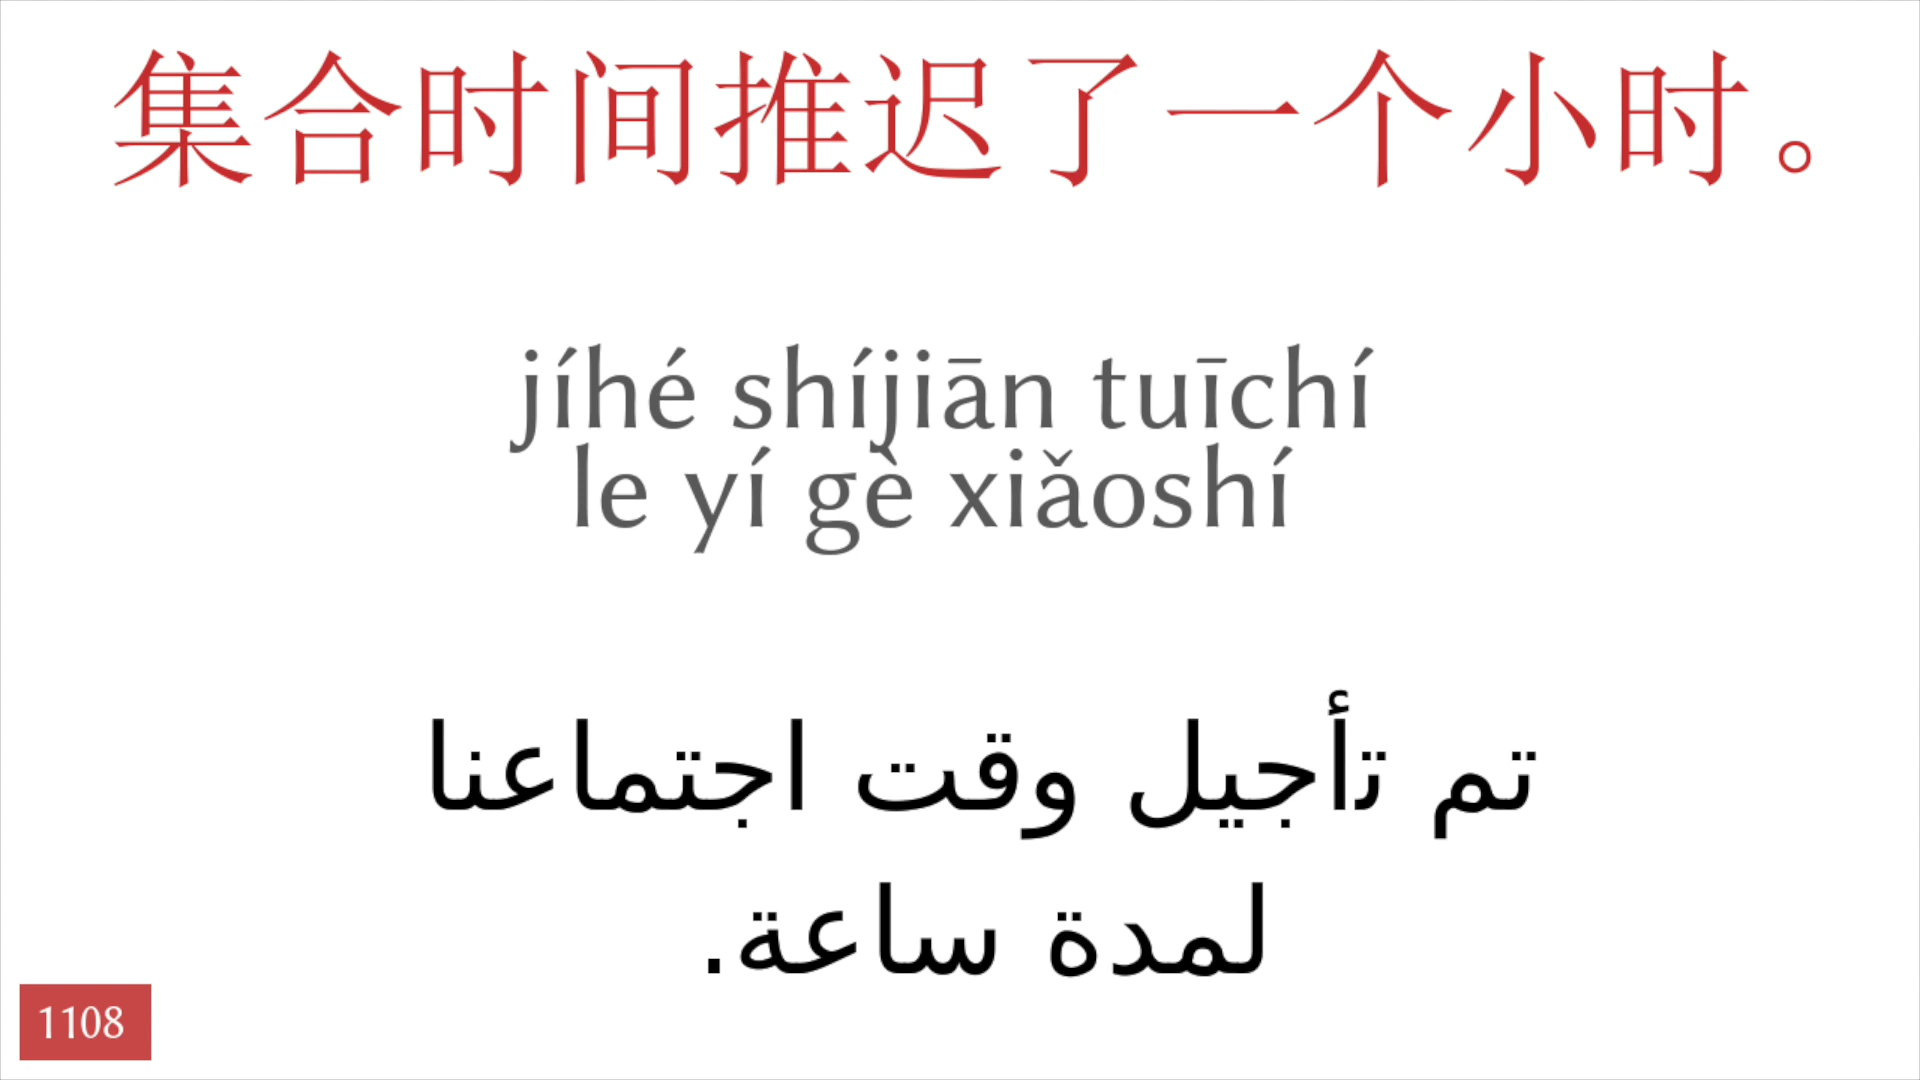 集合时间推迟了一个小时。
jíhé shíjiān tuīchí
le yí gè xiǎoshí
تم تأجيل وقت اجتماعنا
لمدة ساعة.
1108